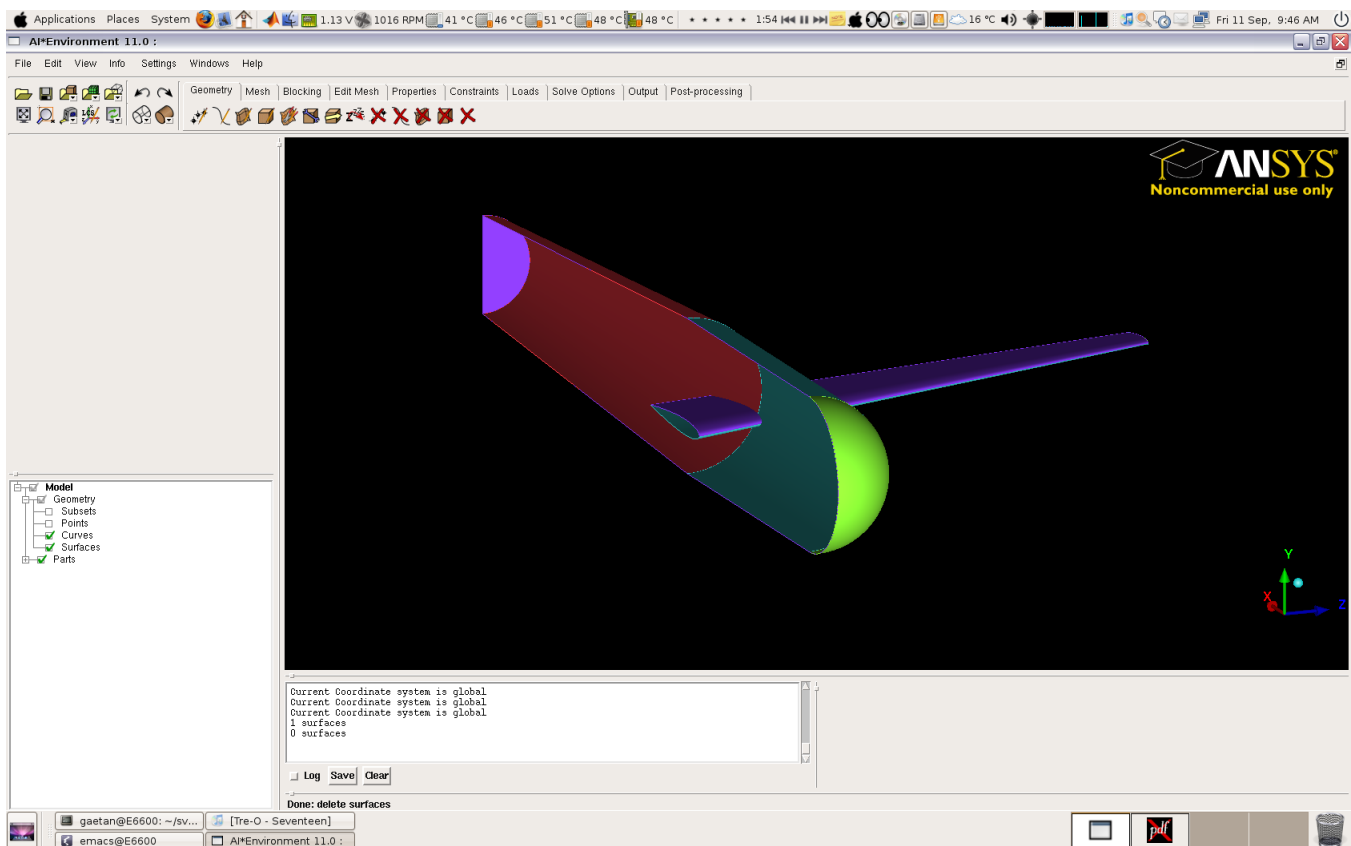 Applications Places System 1.13 V 1016 RPM 41 °C 46 °C 51 °C 48 °C 48 °C 1:54 16 °C Fri 11 Sep, 9:46 AM
AI*Environment 11.0 :
File Edit View Info Settings Windows Help
Geometry Mesh Blocking Edit Mesh Properties Constraints Loads Solve Options Output Post-processing
ANSYS
Noncommercial use only
Model
Geometry
Subsets
Points
Curves
Surfaces
Parts
Y
X
Z
Current Coordinate system is global
Current Coordinate system is global
Current Coordinate system is global
1 surfaces
0 surfaces
Log Save Clear
Done: delete surfaces
gaetan@E6600: ~/sv... [Tre-O - Seventeen]
emacs@E6600 AI*Environment 11.0 :
pdf